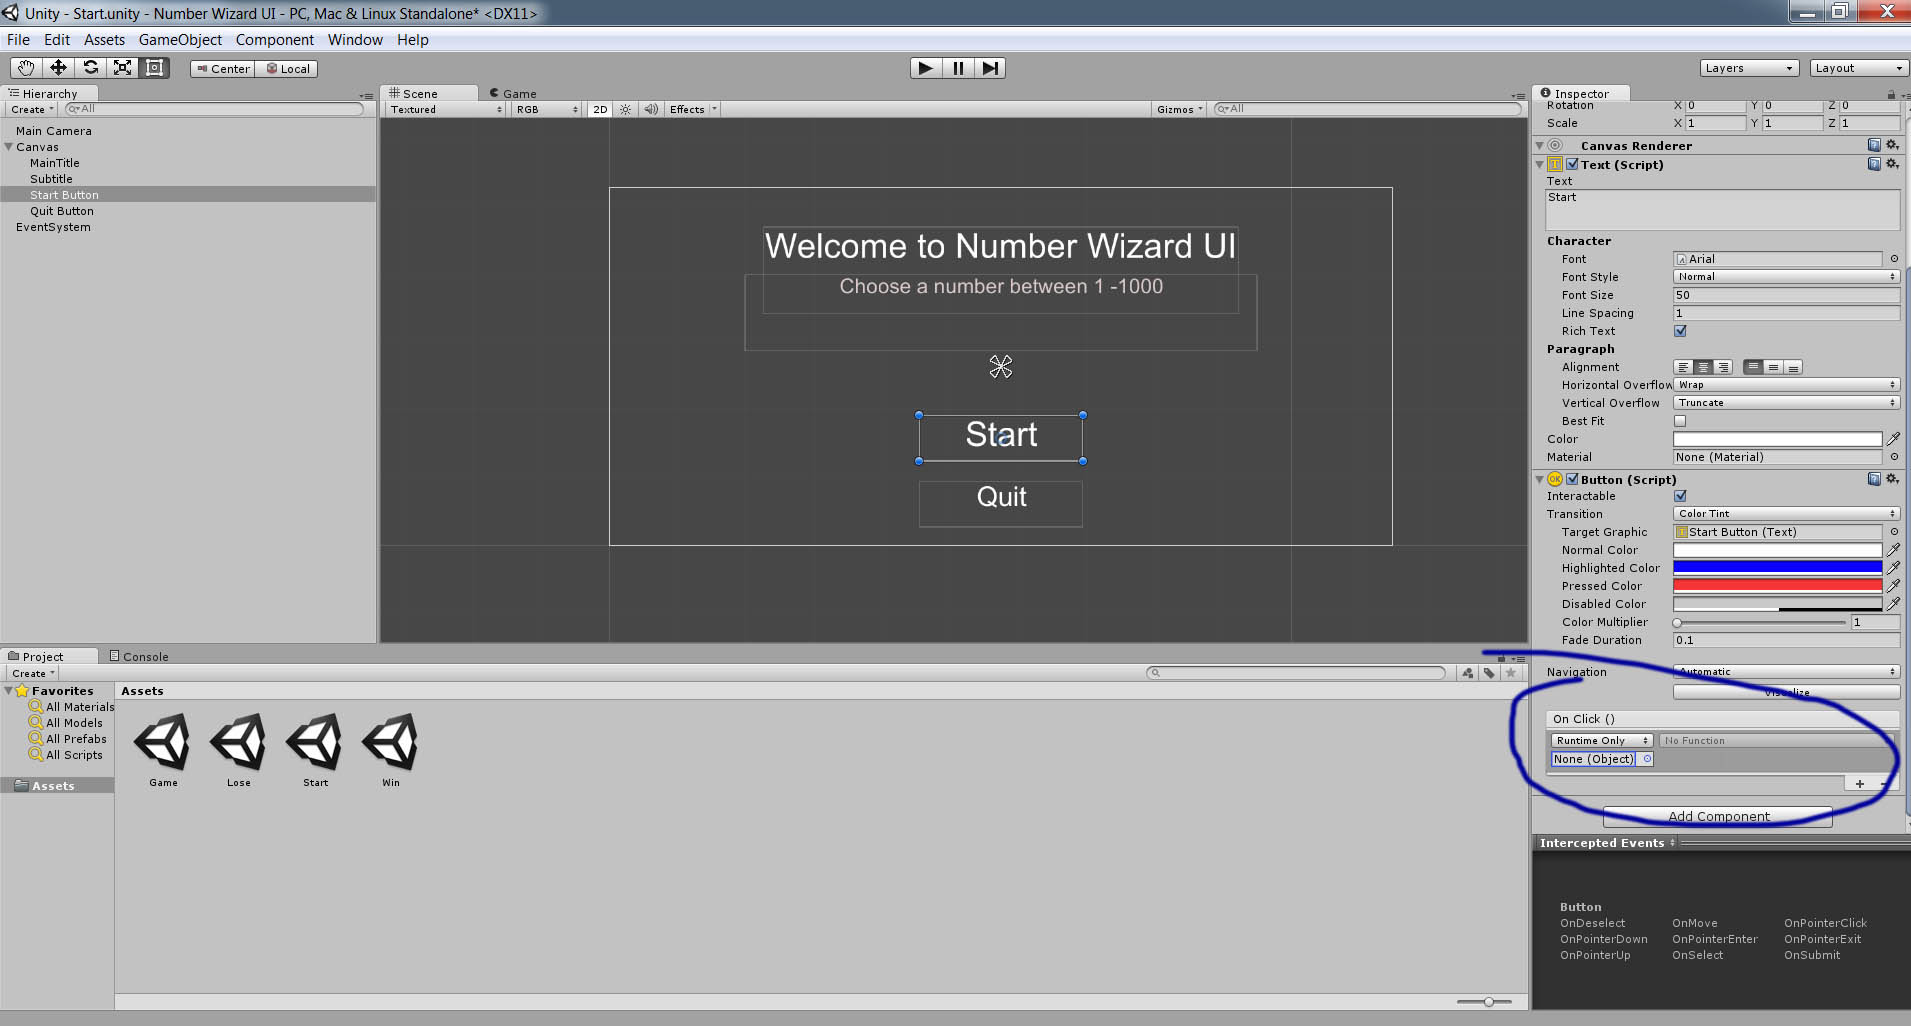 Unity - Start.unity - Number Wizard UI - PC, Mac & Linux Standalone* <DX11>
File Edit Assets GameObject Component Window Help
Center Local
Layers Layout
Hierarchy
Create All
Main Camera
Canvas
MainTitle
Subtitle
Start Button
Quit Button
EventSystem
Scene Game
Textured RGB 2D Effects Gizmos All
Welcome to Number Wizard UI
Choose a number between 1 -1000
Start
Quit
Inspector
Rotation X 0 Y 0 Z 0
Scale X 1 Y 1 Z 1
Canvas Renderer
Text (Script)
Text
Start
Character
Font Arial
Font Style Normal
Font Size 50
Line Spacing 1
Rich Text
Paragraph
Alignment
Horizontal Overflow Wrap
Vertical Overflow Truncate
Best Fit
Color
Material None (Material)
OK Button (Script)
Interactable
Transition Color Tint
Target Graphic Start Button (Text)
Normal Color
Highlighted Color
Pressed Color
Disabled Color
Color Multiplier 1
Fade Duration 0.1
Navigation Automatic
Visualize
On Click ()
Runtime Only No Function
None (Object)
+ -
Add Component
Intercepted Events
Button
OnDeselect OnMove OnPointerClick
OnPointerDown OnPointerEnter OnPointerExit
OnPointerUp OnSelect OnSubmit
Project Console
Create
Favorites
All Materials
All Models
All Prefabs
All Scripts
Assets
Assets
Game Lose Start Win